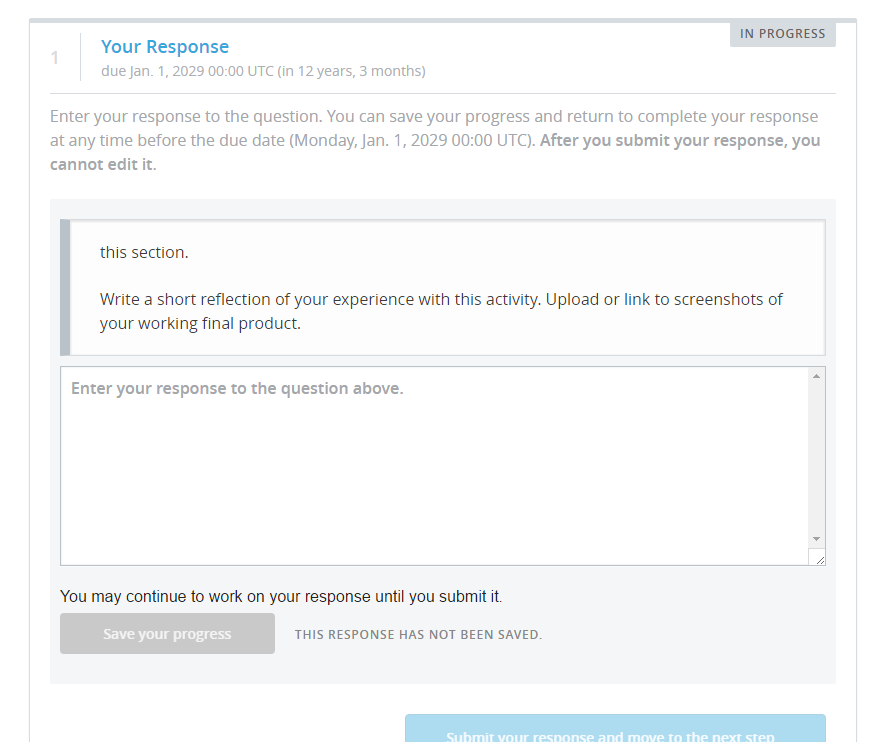 IN PROGRESS
1
Your Response
due Jan. 1, 2029 00:00 UTC (in 12 years, 3 months)
Enter your response to the question. You can save your progress and return to complete your response
at any time before the due date (Monday, Jan. 1, 2029 00:00 UTC). After you submit your response, you
cannot edit it.
this section.
Write a short reflection of your experience with this activity. Upload or link to screenshots of
your working final product.
Enter your response to the question above.
You may continue to work on your response until you submit it.
Save your progress
THIS RESPONSE HAS NOT BEEN SAVED.
Submit your response and move to the next step